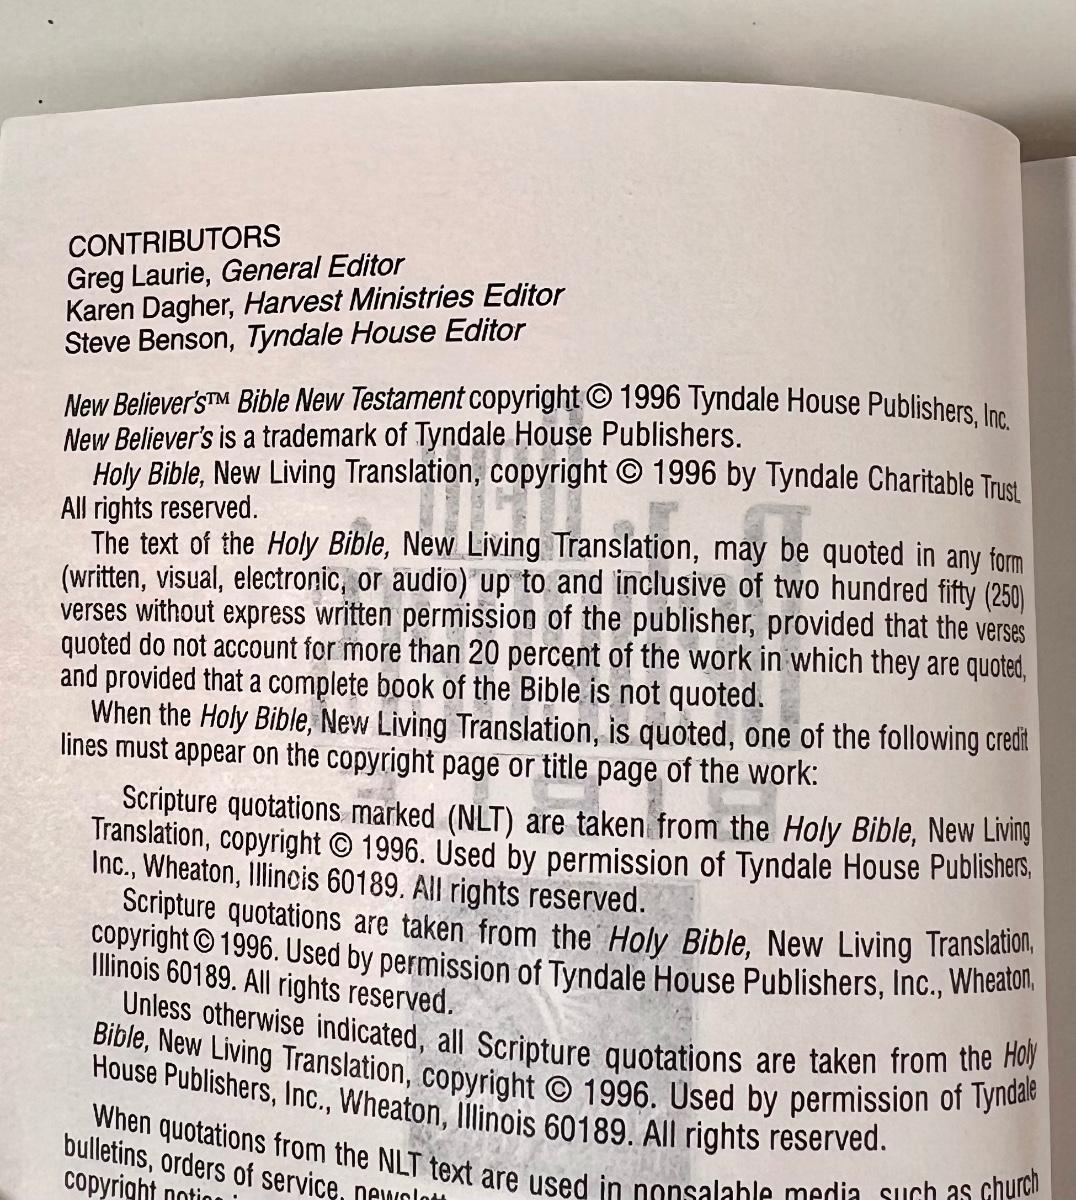 CONTRIBUTORS
Greg Laurie, General Editor
Karen Dagher, Harvest Ministries Editor
Steve Benson, Tyndale House Editor
New Believer's™ Bible New Testament copyright © 1996 Tyndale House Publishers, Inc.
New Believer's is a trademark of Tyndale House Publishers.
Holy Bible, New Living Translation, copyright © 1996 by Tyndale Charitable Trust.
All rights reserved.
The text of the Holy Bible, New Living Translation, may be quoted in any form
(written, visual, electronic, or audio) up to and inclusive of two hundred fifty (250)
verses without express written permission of the publisher, provided that the verses
quoted do not account for more than 20 percent of the work in which they are quoted,
and provided that a complete book of the Bible is not quoted.
When the Holy Bible, New Living Translation, is quoted, one of the following credit
lines must appear on the copyright page or title page of the work:
Scripture quotations marked (NLT) are taken from the Holy Bible, New Living
Translation, copyright © 1996. Used by permission of Tyndale House Publishers,
Inc., Wheaton, Illinois 60189. All rights reserved.
Scripture quotations are taken from the Holy Bible, New Living Translation,
copyright © 1996. Used by permission of Tyndale House Publishers, Inc., Wheaton,
Illinois 60189. All rights reserved.
Unless otherwise indicated, all Scripture quotations are taken from the Holy
Bible, New Living Translation, copyright © 1996. Used by permission of Tyndale
House Publishers, Inc., Wheaton, Illinois 60189. All rights reserved.
When quotations from the NLT text are used in nonsalable media, such as church
bulletins, orders of service,
copyright